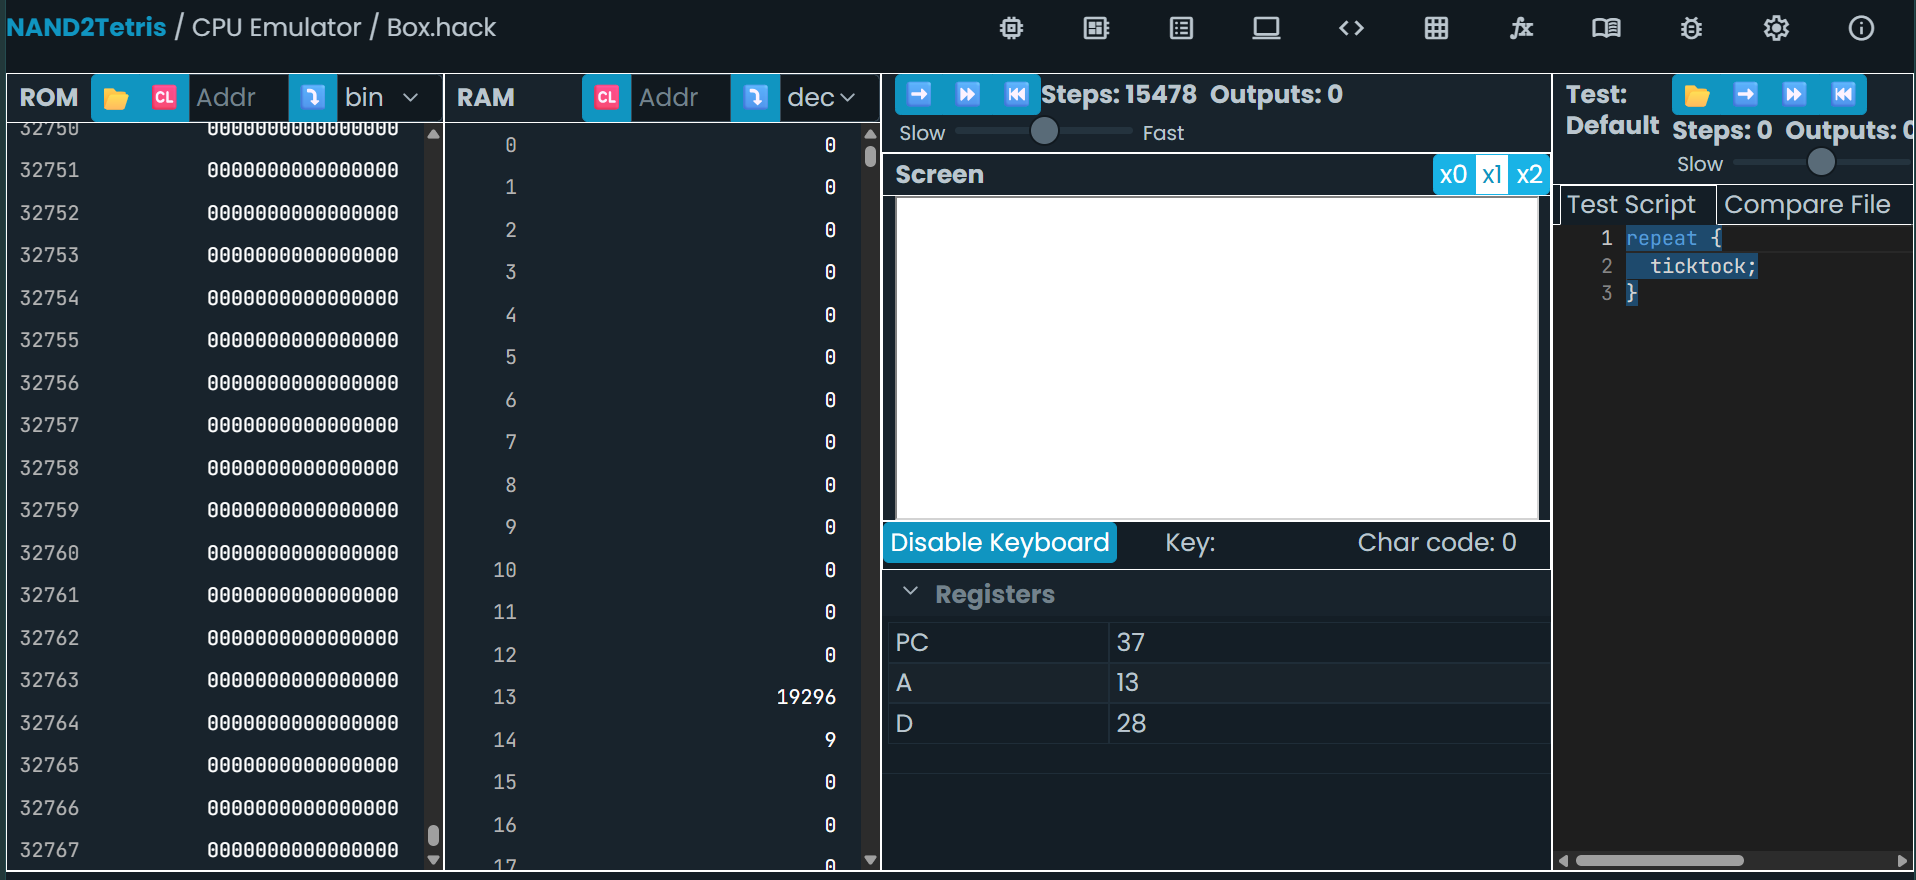 NAND2Tetris / CPU Emulator / Box.hack
ROM CL Addr bin
32750 0000000000000000
32751 0000000000000000
32752 0000000000000000
32753 0000000000000000
32754 0000000000000000
32755 0000000000000000
32756 0000000000000000
32757 0000000000000000
32758 0000000000000000
32759 0000000000000000
32760 0000000000000000
32761 0000000000000000
32762 0000000000000000
32763 0000000000000000
32764 0000000000000000
32765 0000000000000000
32766 0000000000000000
32767 0000000000000000
RAM CL Addr dec
0 0
1 0
2 0
3 0
4 0
5 0
6 0
7 0
8 0
9 0
10 0
11 0
12 0
13 19296
14 9
15 0
16 0
17 0
Steps: 15478 Outputs: 0
Slow Fast
Screen x0 x1 x2
Disable Keyboard Key: Char code: 0
Registers
PC 37
A 13
D 28
Test:
Default
Steps: 0 Outputs: 0
Slow
Test Script Compare File
1 repeat {
2 ticktock;
3 }